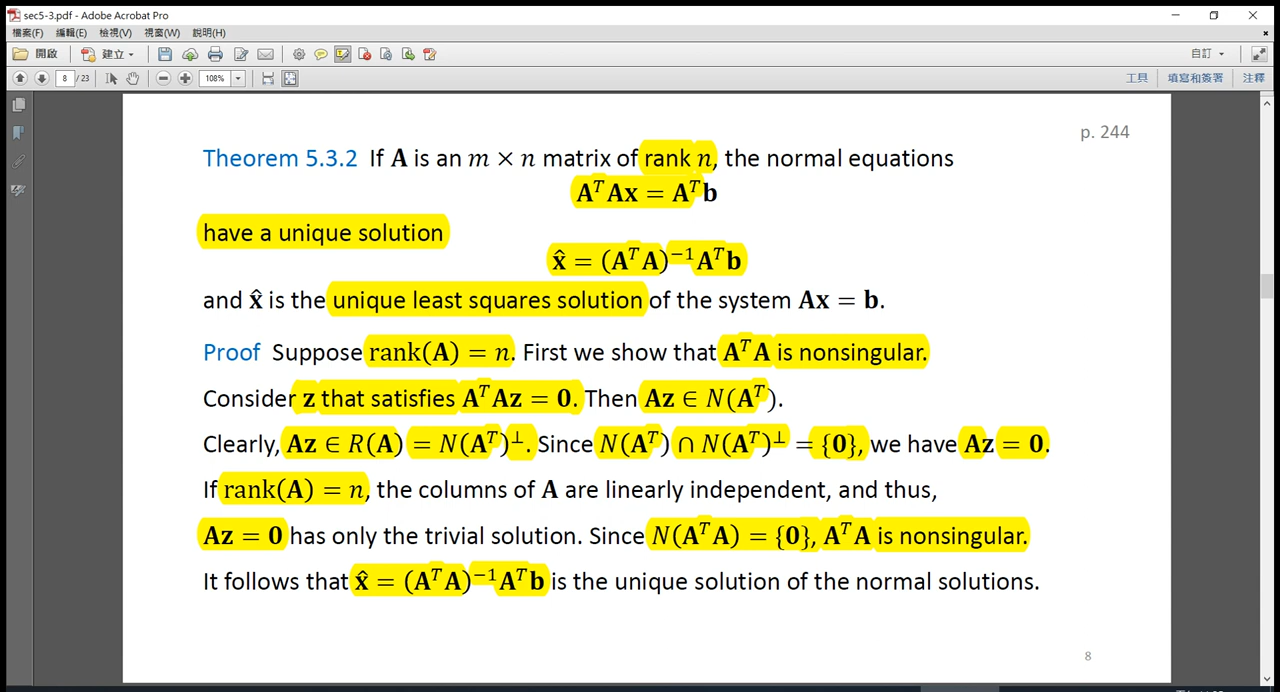 sec5-3.pdf - Adobe Acrobat Pro
檔案(F) 編輯(E) 檢視(V) 視窗(W) 說明(H)
開啟 建立 自訂
8 / 23 108% 工具 填寫和簽署 注釋
p. 244
Theorem 5.3.2 If A is an m × n matrix of rank n, the normal equations
AᵀAx = Aᵀb
have a unique solution
x̂ = (AᵀA)⁻¹Aᵀb
and x̂ is the unique least squares solution of the system Ax = b.
Proof Suppose rank(A) = n. First we show that AᵀA is nonsingular.
Consider z that satisfies AᵀAz = 0. Then Az ∈ N(Aᵀ).
Clearly, Az ∈ R(A) = N(Aᵀ)⊥. Since N(Aᵀ) ∩ N(Aᵀ)⊥ = {0}, we have Az = 0.
If rank(A) = n, the columns of A are linearly independent, and thus,
Az = 0 has only the trivial solution. Since N(AᵀA) = {0}, AᵀA is nonsingular.
It follows that x̂ = (AᵀA)⁻¹Aᵀb is the unique solution of the normal solutions.
8